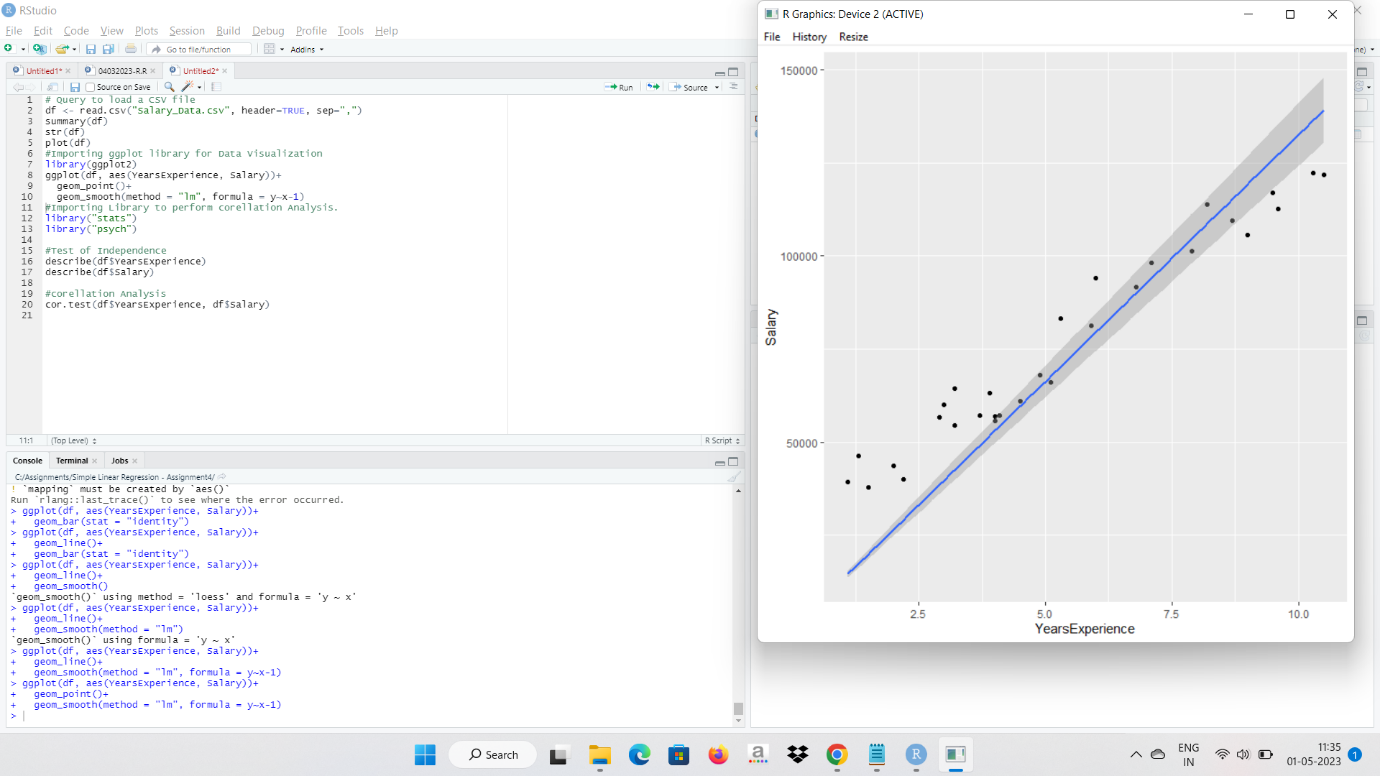 RStudio
File Edit Code View Plots Session Build Debug Profile Tools Help
Go to file/function Addins
Untitled1* 04032023-R.R Untitled2*
Source on Save Run Source
1 # Query to load a CSV file
2 df <- read.csv("Salary_Data.csv", header=TRUE, sep=",")
3 summary(df)
4 str(df)
5 plot(df)
6 #Importing ggplot library for Data Visualization
7 library(ggplot2)
8 ggplot(df, aes(YearsExperience, Salary))+
9 geom_point()+
10 geom_smooth(method = "lm", formula = y~x-1)
11 #Importing Library to perform corellation Analysis.
12 library("stats")
13 library("psych")
14
15 #Test of Independence
16 describe(df$YearsExperience)
17 describe(df$Salary)
18
19 #corellation Analysis
20 cor.test(df$YearsExperience, df$Salary)
21
11:1 (Top Level) R Script
Console Terminal Jobs
C:/Assignments/Simple Linear Regression - Assignment4/
! `mapping` must be created by `aes()`
Run `rlang::last_trace()` to see where the error occurred.
> ggplot(df, aes(YearsExperience, Salary))+
+ geom_bar(stat = "identity")
> ggplot(df, aes(YearsExperience, Salary))+
+ geom_line()+
+ geom_bar(stat = "identity")
> ggplot(df, aes(YearsExperience, Salary))+
+ geom_line()+
+ geom_smooth()
`geom_smooth()` using method = 'loess' and formula = 'y ~ x'
> ggplot(df, aes(YearsExperience, Salary))+
+ geom_line()+
+ geom_smooth(method = "lm")
`geom_smooth()` using formula = 'y ~ x'
> ggplot(df, aes(YearsExperience, Salary))+
+ geom_line()+
+ geom_smooth(method = "lm", formula = y~x-1)
> ggplot(df, aes(YearsExperience, Salary))+
+ geom_point()+
+ geom_smooth(method = "lm", formula = y~x-1)
>
R Graphics: Device 2 (ACTIVE)
File History Resize
150000
100000
50000
Salary
2.5 5.0 7.5 10.0
YearsExperience
Search
ENG
IN
11:35
01-05-2023
1